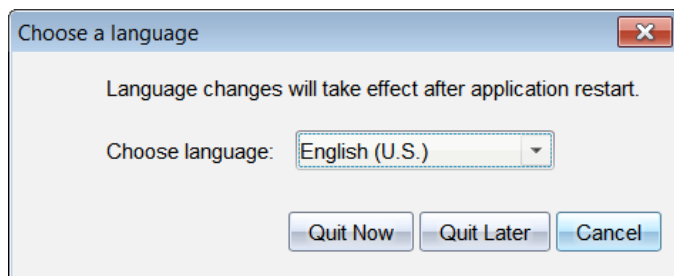 Choose a language
Language changes will take effect after application restart.
Choose language: English (U.S.)
Quit Now Quit Later Cancel